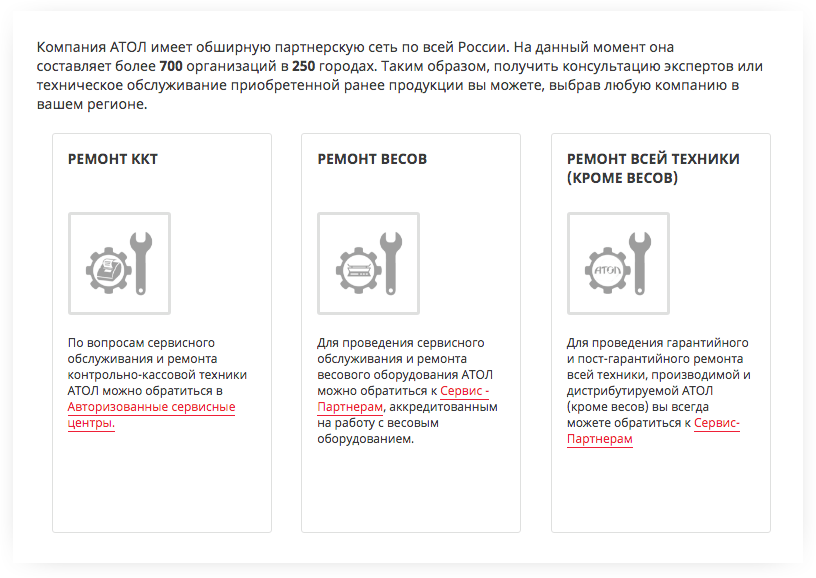 Компания АТОЛ имеет обширную партнерскую сеть по всей России. На данный момент она
составляет более 700 организаций в 250 городах. Таким образом, получить консультацию экспертов или
техническое обслуживание приобретенной ранее продукции вы можете, выбрав любую компанию в
вашем регионе.
РЕМОНТ ККТ
По вопросам сервисного
обслуживания и ремонта
контрольно-кассовой техники
АТОЛ можно обратиться в
Авторизованные сервисные
центры.
РЕМОНТ ВЕСОВ
Для проведения сервисного
обслуживания и ремонта
весового оборудования АТОЛ
можно обратиться к Сервис -
Партнерам, аккредитованным
на работу с весовым
оборудованием.
РЕМОНТ ВСЕЙ ТЕХНИКИ
(КРОМЕ ВЕСОВ)
АТОЛ
Для проведения гарантийного
и пост-гарантийного ремонта
всей техники, производимой и
дистрибутируемой АТОЛ
(кроме весов) вы всегда
можете обратиться к Сервис-
Партнерам